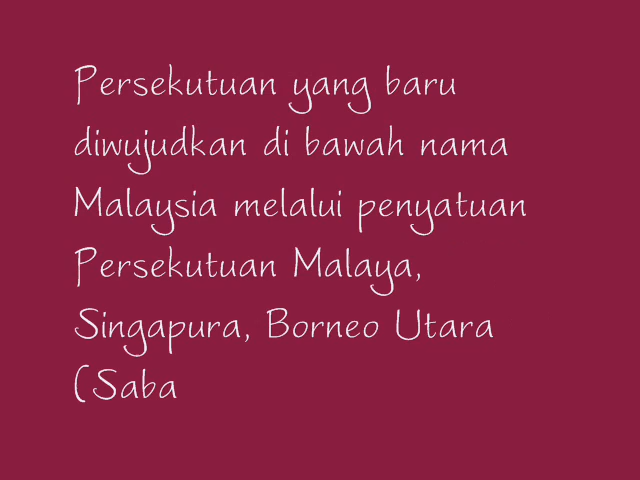 Persekutuan yang baru
diwujudkan di bawah nama
Malaysia melalui penyatuan
Persekutuan Malaya,
Singapura, Borneo Utara
(Saba